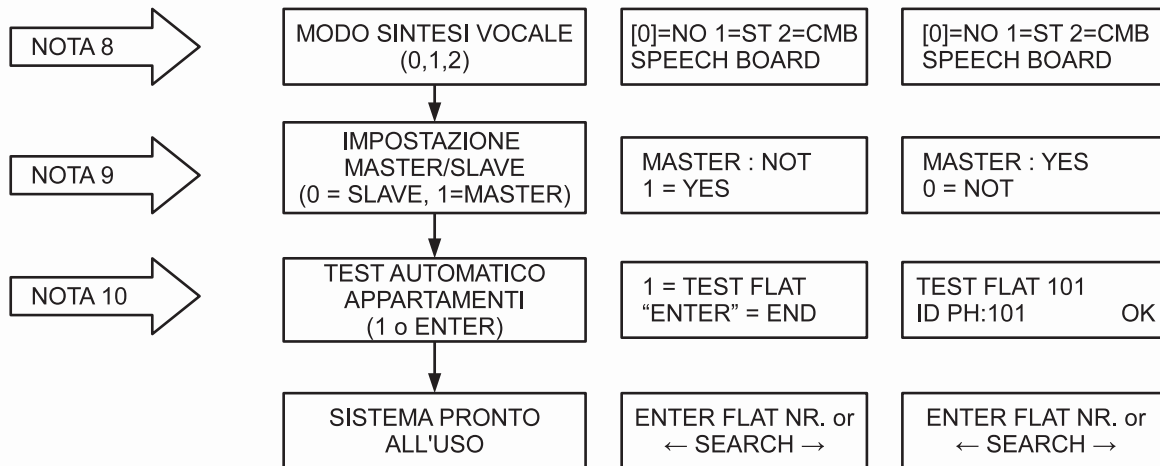 NOTA 8
MODO SINTESI VOCALE
(0,1,2)
[0]=NO 1=ST 2=CMB
SPEECH BOARD
[0]=NO 1=ST 2=CMB
SPEECH BOARD
NOTA 9
IMPOSTAZIONE
MASTER/SLAVE
(0 = SLAVE, 1=MASTER)
MASTER : NOT
1 = YES
MASTER : YES
0 = NOT
NOTA 10
TEST AUTOMATICO
APPARTAMENTI
(1 o ENTER)
1 = TEST FLAT
“ENTER” = END
TEST FLAT 101
ID PH:101 OK
SISTEMA PRONTO
ALL'USO
ENTER FLAT NR. or
← SEARCH →
ENTER FLAT NR. or
← SEARCH →